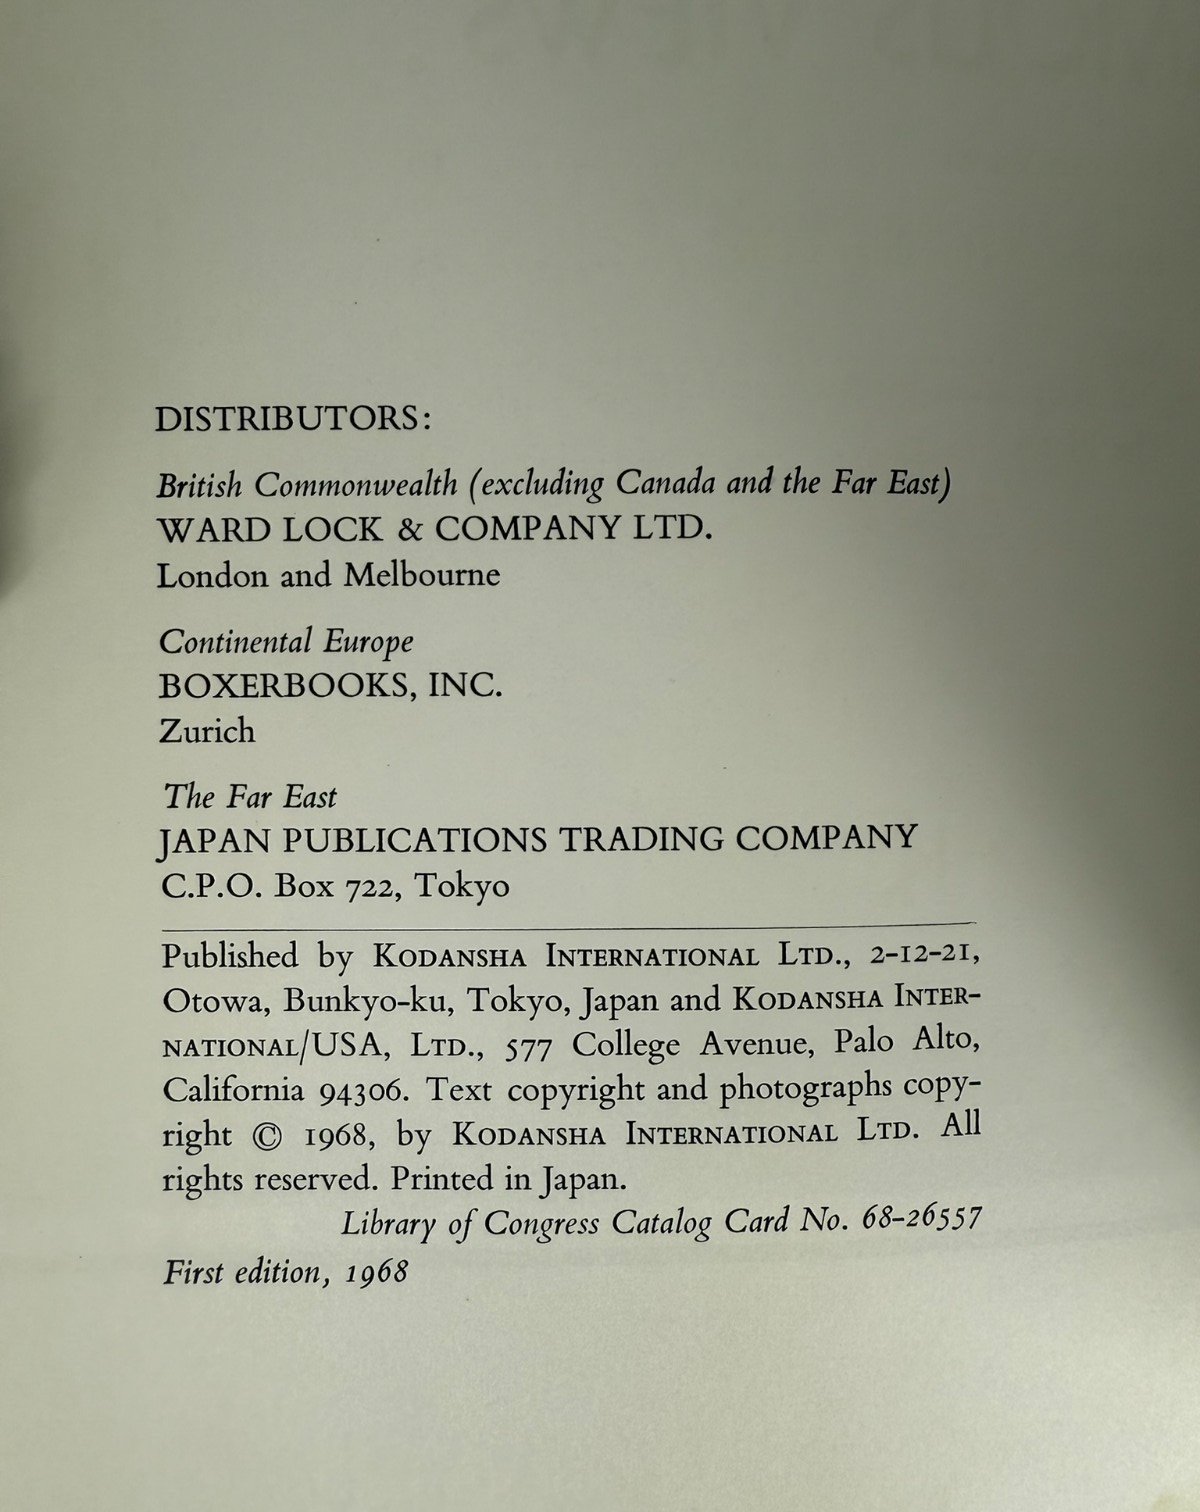 DISTRIBUTORS:
British Commonwealth (excluding Canada and the Far East)
WARD LOCK & COMPANY LTD.
London and Melbourne
Continental Europe
BOXERBOOKS, INC.
Zurich
The Far East
JAPAN PUBLICATIONS TRADING COMPANY
C.P.O. Box 722, Tokyo
Published by KODANSHA INTERNATIONAL LTD., 2-12-21,
Otowa, Bunkyo-ku, Tokyo, Japan and KODANSHA INTER-
NATIONAL/USA, LTD., 577 College Avenue, Palo Alto,
California 94306. Text copyright and photographs copy-
right © 1968, by KODANSHA INTERNATIONAL LTD. All
rights reserved. Printed in Japan.
Library of Congress Catalog Card No. 68-26557
First edition, 1968